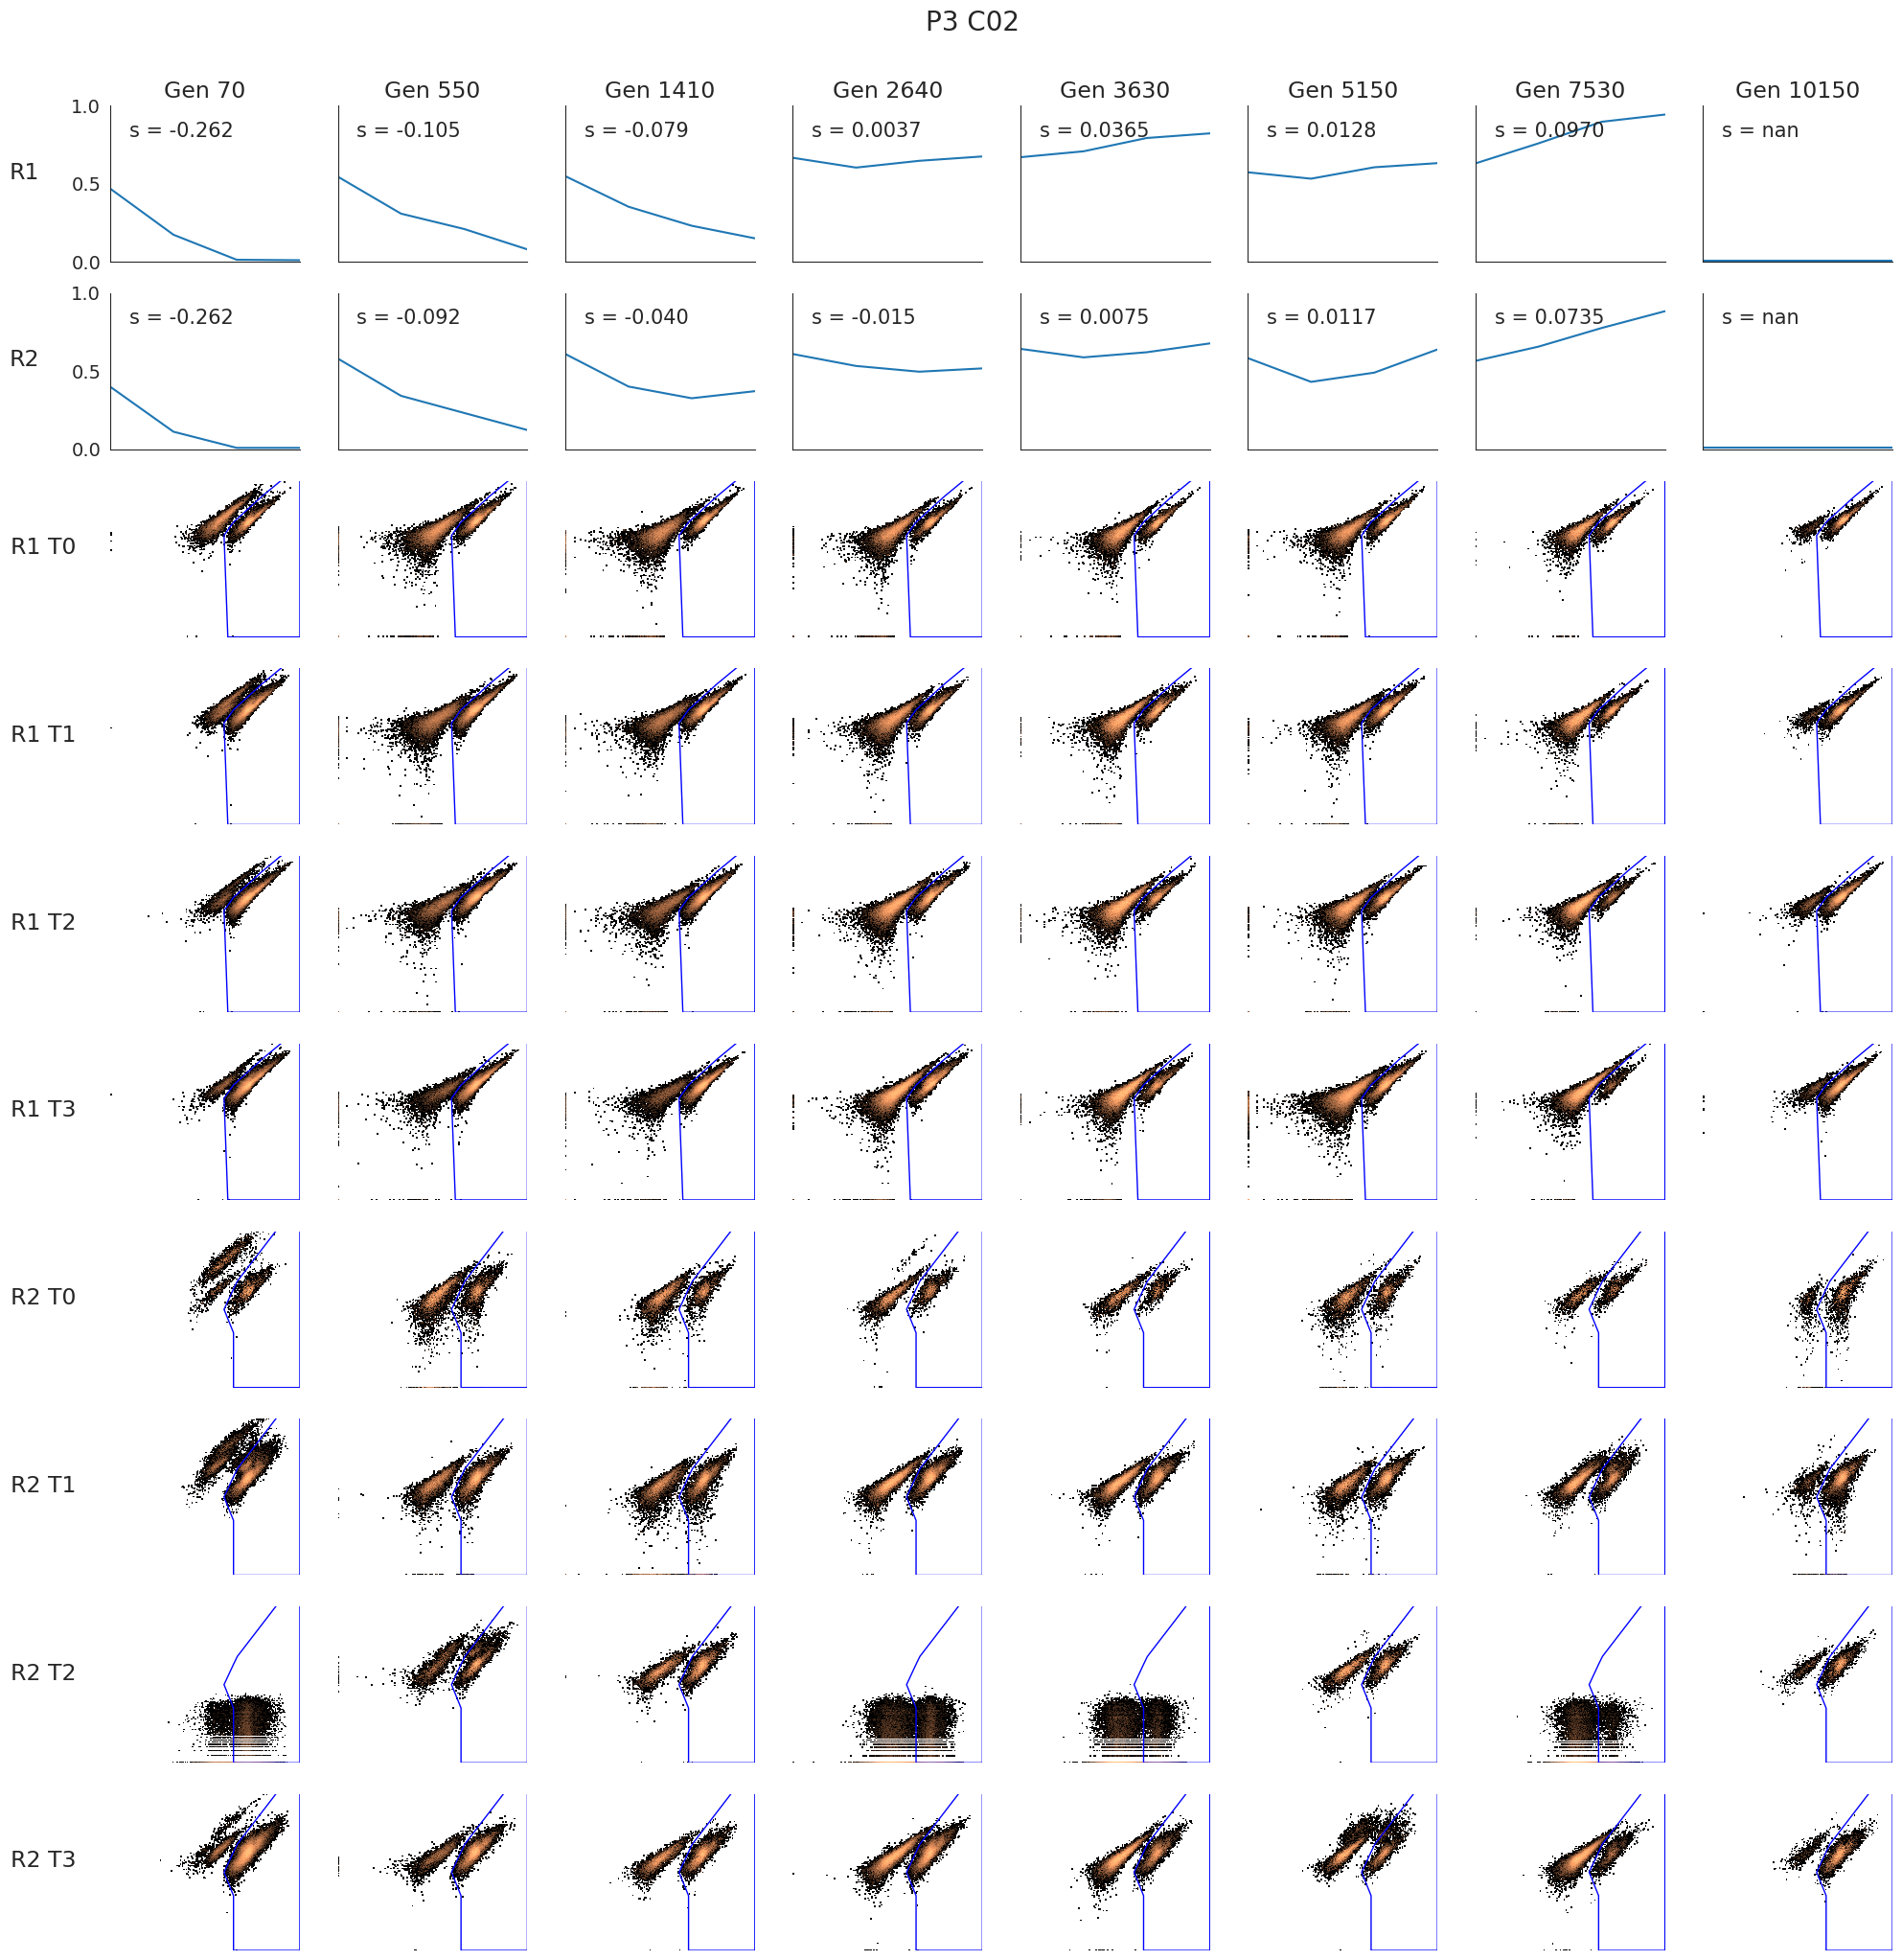 P3 C02
Gen 70 Gen 550 Gen 1410 Gen 2640 Gen 3630 Gen 5150 Gen 7530 Gen 10150
1.0
s = -0.262 s = -0.105 s = -0.079 s = 0.0037 s = 0.0365 s = 0.0128 s = 0.0970 s = nan
R1
0.5
0.0
1.0
s = -0.262 s = -0.092 s = -0.040 s = -0.015 s = 0.0075 s = 0.0117 s = 0.0735 s = nan
R2
0.5
0.0
R1 T0
R1 T1
R1 T2
R1 T3
R2 T0
R2 T1
R2 T2
R2 T3